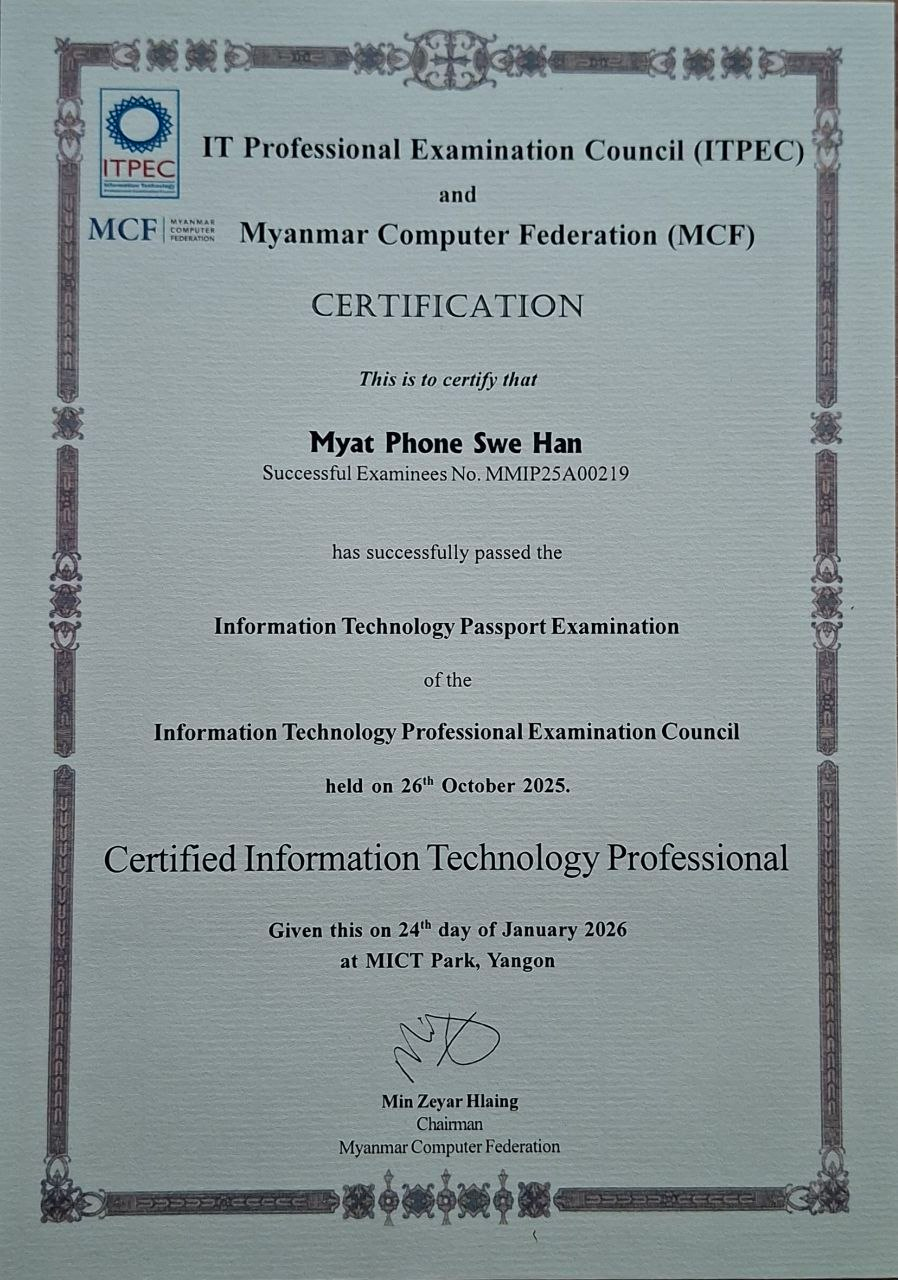 ITPEC
Information Technology
IT Professional Examination Council (ITPEC)
and
MCF MYANMAR COMPUTER FEDERATION
Myanmar Computer Federation (MCF)
CERTIFICATION
This is to certify that
Myat Phone Swe Han
Successful Examinees No. MMIP25A00219
has successfully passed the
Information Technology Passport Examination
of the
Information Technology Professional Examination Council
held on 26th October 2025.
Certified Information Technology Professional
Given this on 24th day of January 2026
at MICT Park, Yangon
Min Zeyar Hlaing
Chairman
Myanmar Computer Federation